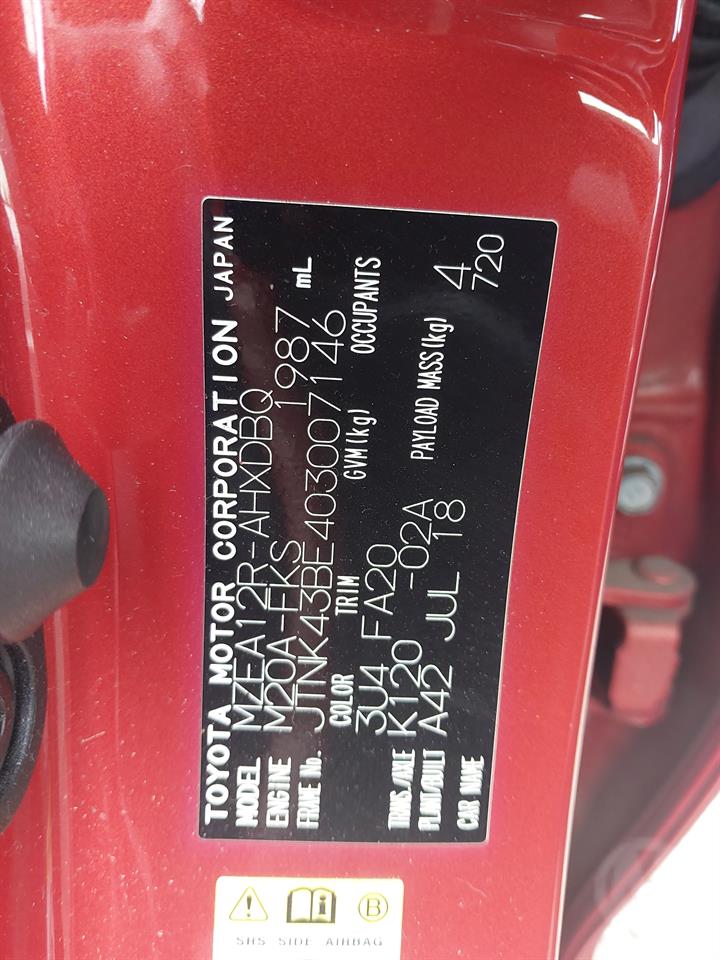 TOYOTA MOTOR CORPORATION JAPAN
MODEL MZEA12R-AHXDBQ
ENGINE M20A-FKS 1987 mL
FRAME No. JTNK43BE403007146
COLOR TRIM GVM(kg) OCCUPANTS
3U4 FA20 4
TRANS./AXLE K120 -02A PAYLOAD MASS(kg) 720
PLANT/BUILT A42 JUL 18
CAR NAME
B
SRS SIDE AIRBAG